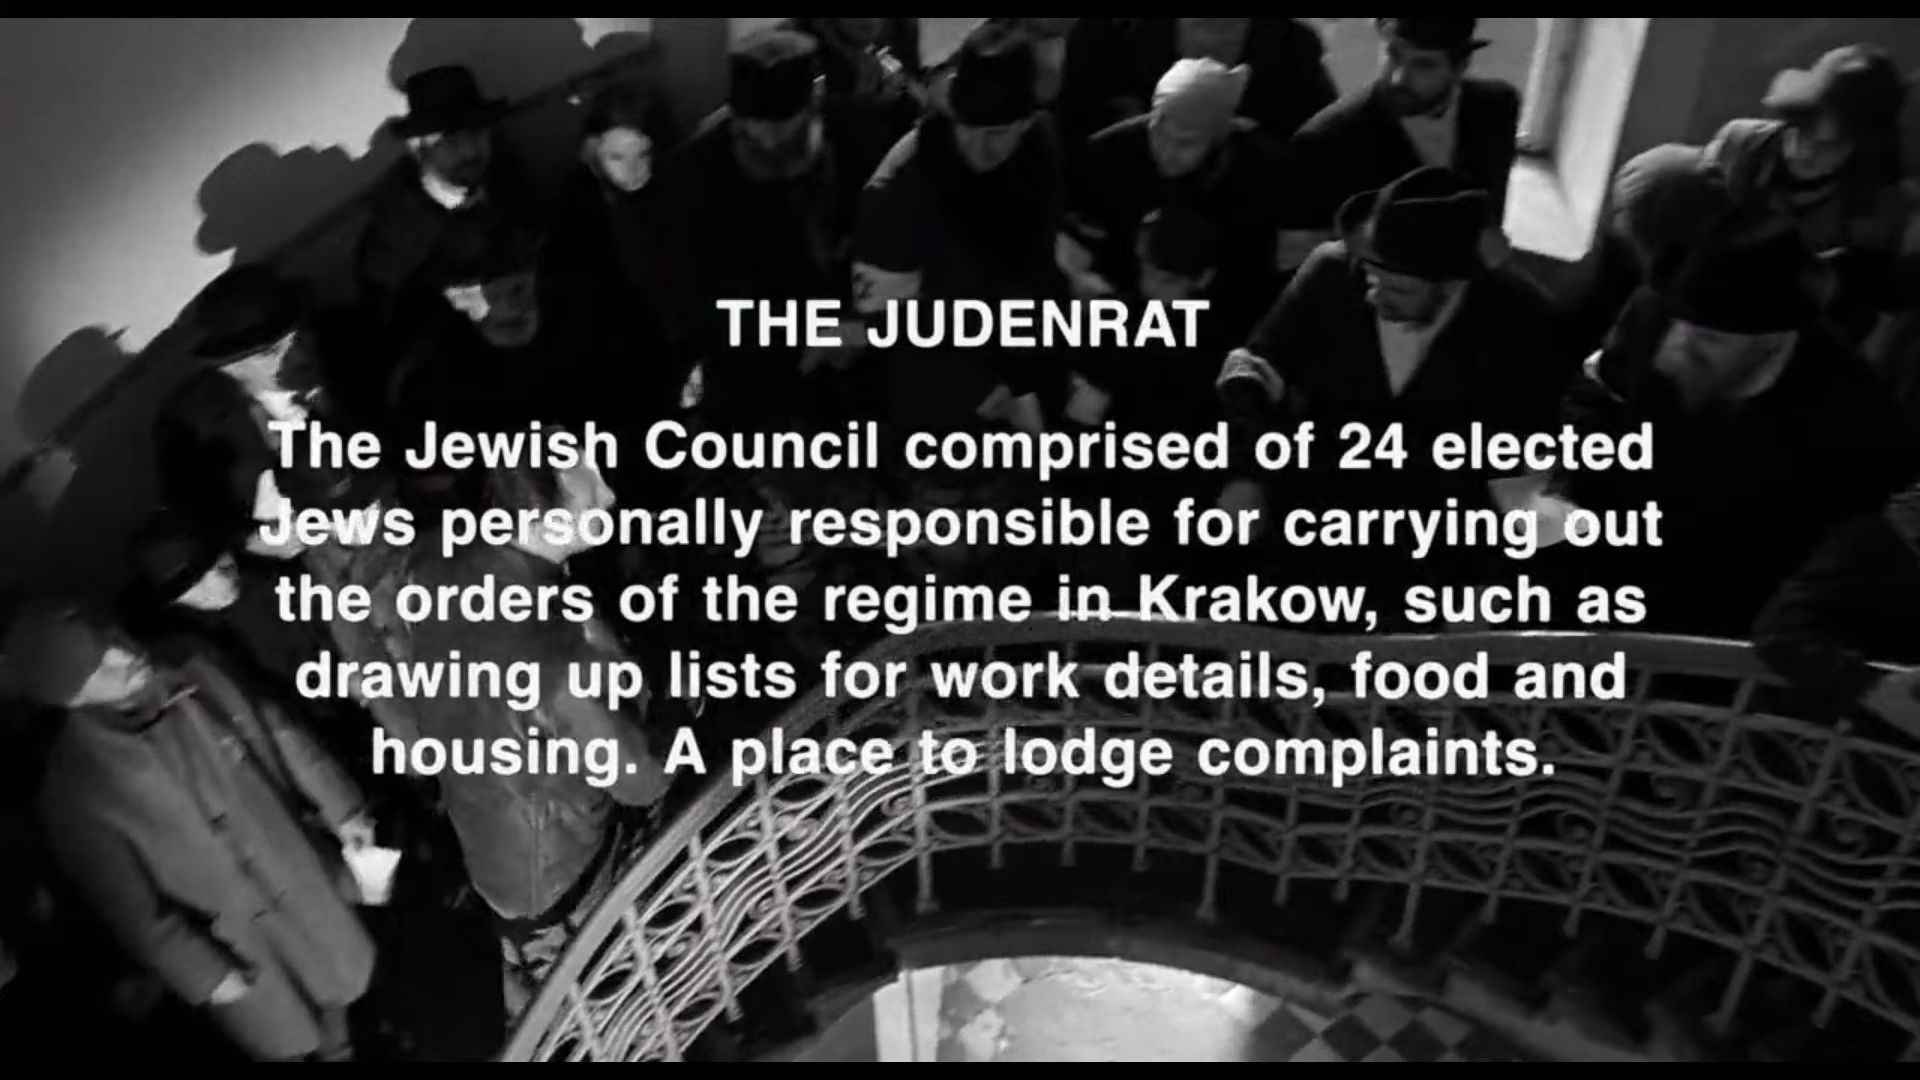 THE JUDENRAT
The Jewish Council comprised of 24 elected
Jews personally responsible for carrying out
the orders of the regime in Krakow, such as
drawing up lists for work details, food and
housing. A place to lodge complaints.